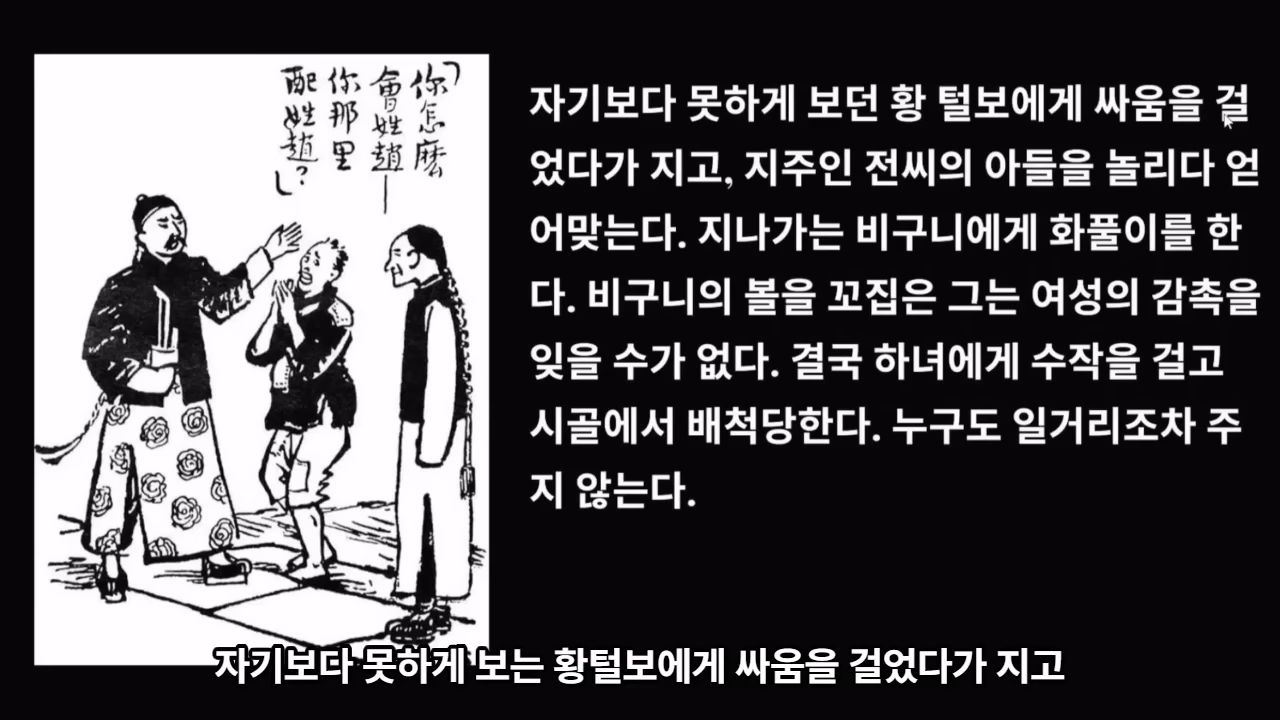 「你怎麽
會姓趙—
你那里
配姓趙?」
자기보다 못하게 보던 황 털보에게 싸움을 걸
었다가 지고, 지주인 전씨의 아들을 놀리다 얻
어맞는다. 지나가는 비구니에게 화풀이를 한
다. 비구니의 볼을 꼬집은 그는 여성의 감촉을
잊을 수가 없다. 결국 하녀에게 수작을 걸고
시골에서 배척당한다. 누구도 일거리조차 주
지 않는다.
자기보다 못하게 보는 황털보에게 싸움을 걸었다가 지고